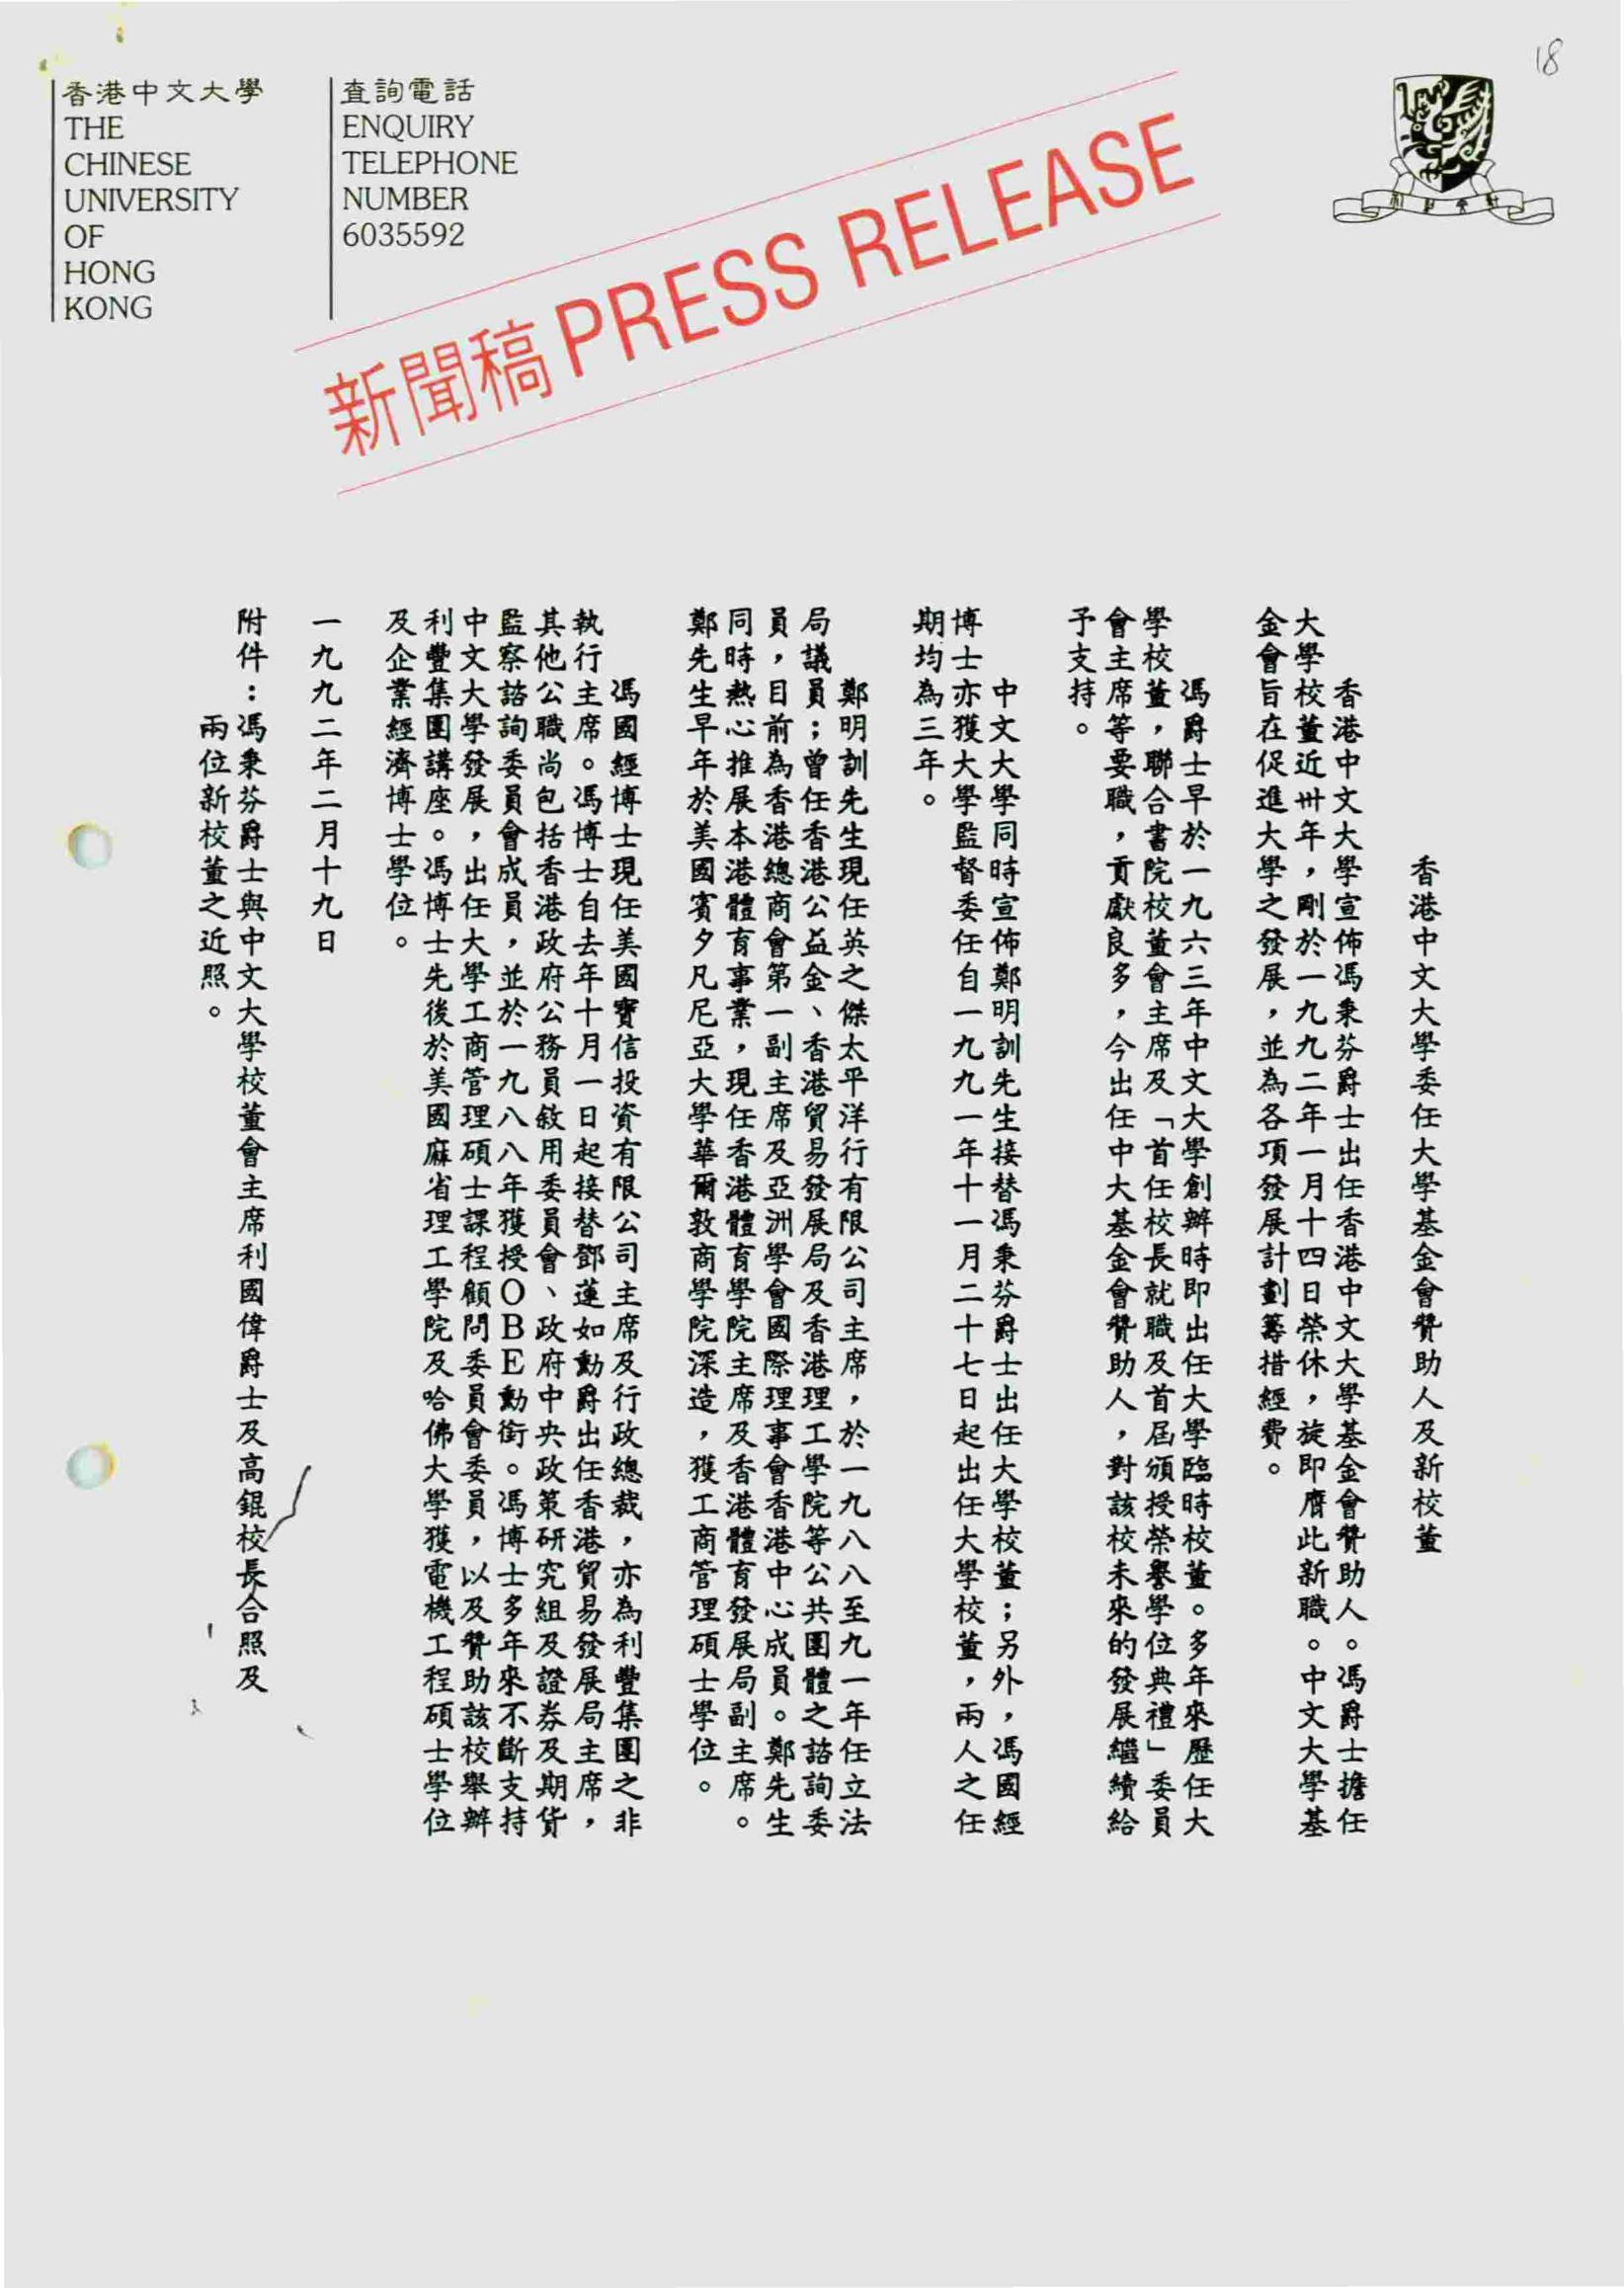 18
香港中文大學
THE
CHINESE
UNIVERSITY
OF
HONG
KONG
查詢電話
ENQUIRY
TELEPHONE
NUMBER
6035592
新聞稿 PRESS RELEASE
香港中文大學委任大學基金會贊助人及新校董
香港中文大學宣佈馮秉芬爵士出任香港中文大學基金會贊助人。馮爵士擔任
大學校董近卅年，剛於一九九二年一月十四日榮休，旋即膺此新職。中文大學基
金會旨在促進大學之發展，並為各項發展計劃籌措經費。
馮爵士早於一九六三年中文大學創辦時即出任大學臨時校董。多年來歷任大
學校董，聯合書院校董會主席及「首任校長就職及首屆頒授榮譽學位典禮」委員
會主席等要職，貢獻良多，今出任中大基金會贊助人，對該校未來的發展繼續給
予支持。
中文大學同時宣佈鄭明訓先生接替馮秉芬爵士出任大學校董；另外，馮國經
博士亦獲大學監督委任自一九九一年十一月二十七日起出任大學校董，兩人之任
期均為三年。
鄭明訓先生現任英之傑太平洋行有限公司主席，於一九八八至九一年任立法
局議員；曾任香港公益金、香港貿易發展局及香港理工學院等公共團體之諮詢委
員，目前為香港總商會第一副主席及亞洲學會國際理事會香港中心成員。鄭先生
同時熱心推展本港體育事業，現任香港體育學院主席及香港體育發展局副主席。
鄭先生早年於美國賓夕凡尼亞大學華爾敦商學院深造，獲工商管理碩士學位。
馮國經博士現任美國寶信投資有限公司主席及行政總裁，亦為利豐集團之非
執行主席。馮博士自去年十月一日起接替鄧蓮如勳爵出任香港貿易發展局主席，
其他公職尚包括香港政府公務員敘用委員會、政府中央政策研究組及證券及期貨
監察諮詢委員會成員，並於一九八八年獲授OBE勳銜。馮博士多年來不斷支持
中文大學發展，出任大學工商管理碩士課程顧問委員會委員，以及贊助該校舉辦
利豐集團講座。馮博士先後於美國麻省理工學院及哈佛大學獲電機工程碩士學位
及企業經濟博士學位。
一九九二年二月十九日
附件：馮秉芬爵士與中文大學校董會主席利國偉爵士及高錕校長合照及
兩位新校董之近照。